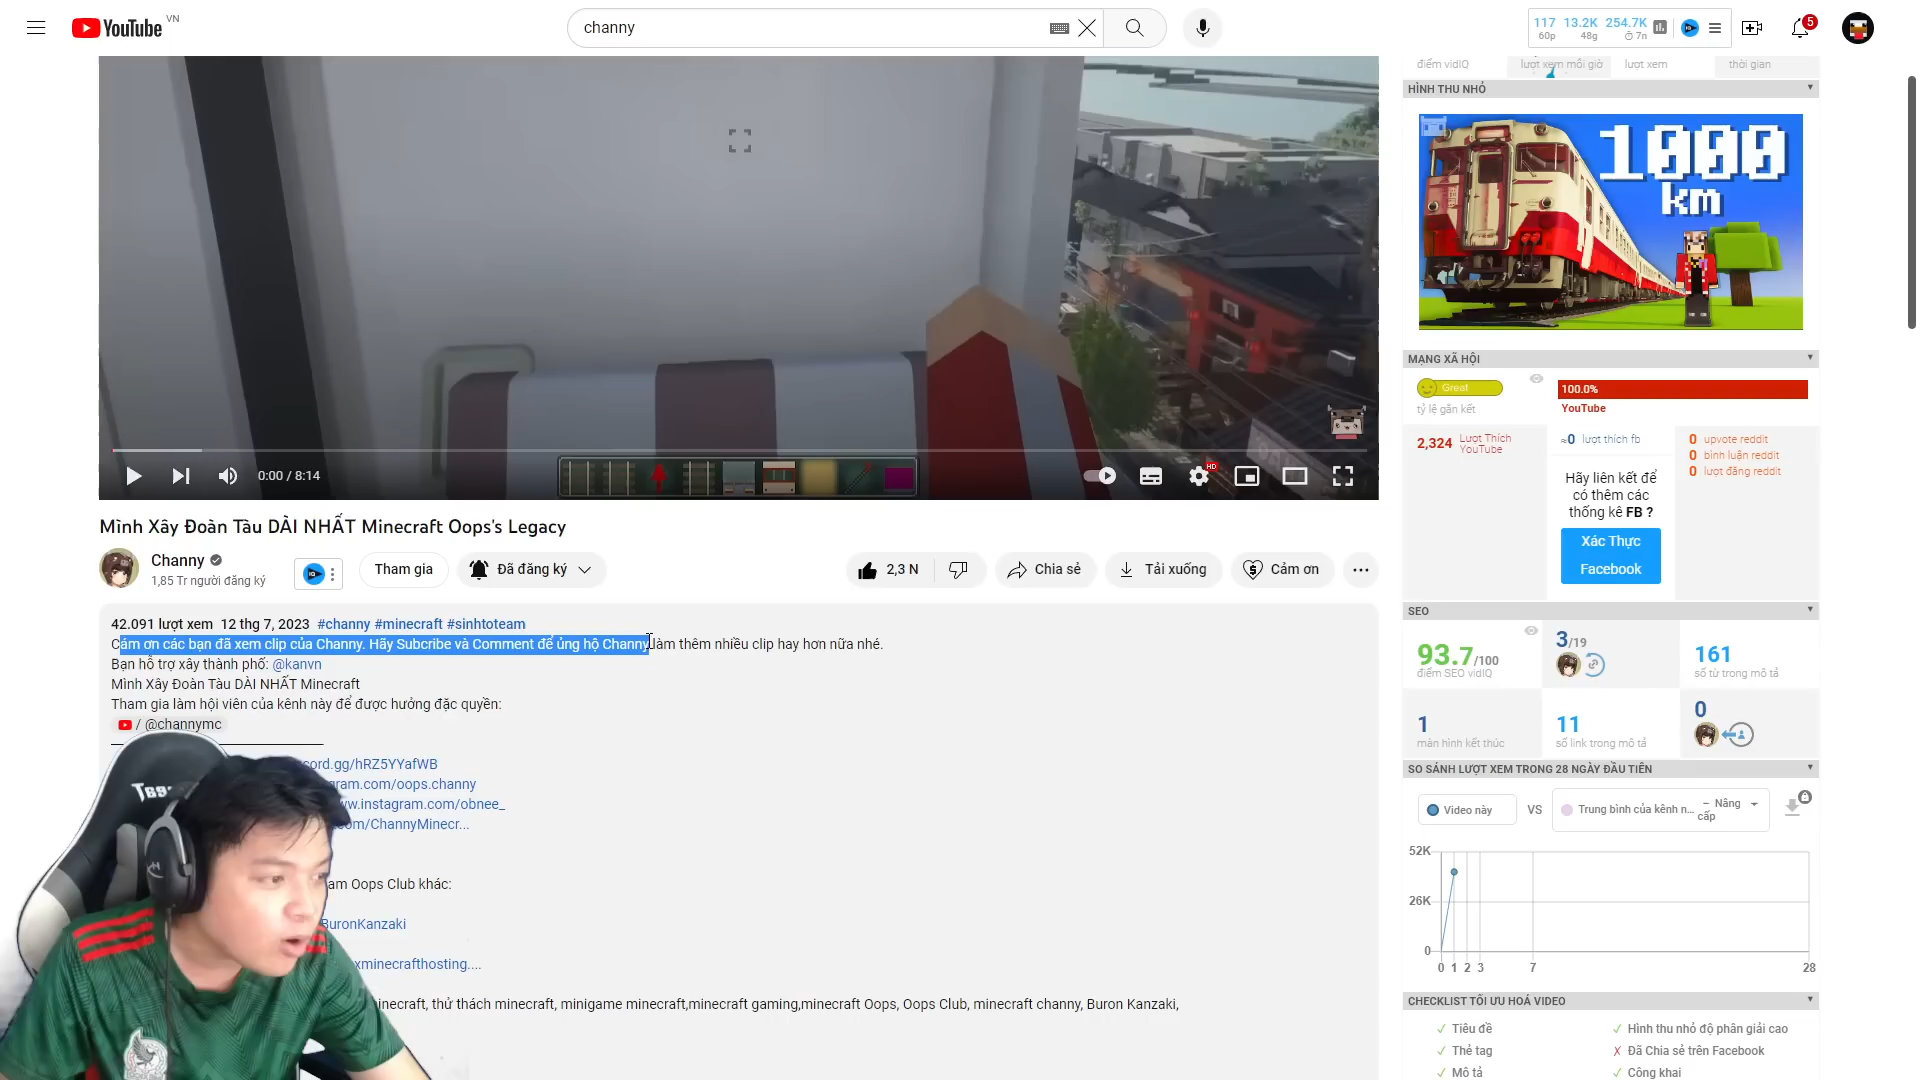 YouTube VN
channy
117 13.2K 254.7K
60p 48g 7n
5
điểm vidIQ lượt xem mỗi giờ lượt xem thời gian
HÌNH THU NHỎ
1000
km
MẠNG XÃ HỘI
Great
tỷ lệ gắn kết
100.0%
YouTube
2,324 Lượt Thích
YouTube
≈0 lượt thích fb
0 upvote reddit
0 bình luận reddit
0 lượt đăng reddit
Hãy liên kết để
có thêm các
thống kê FB ?
Xác Thực
Facebook
0:00 / 8:14
HD
Mình Xây Đoàn Tàu DÀI NHẤT Minecraft Oops's Legacy
Channy
1,85 Tr người đăng ký
Tham gia
Đã đăng ký
2,3 N
Chia sẻ
Tải xuống
Cảm ơn
42.091 lượt xem 12 thg 7, 2023 #channy #minecraft #sinhtoteam
Cảm ơn các bạn đã xem clip của Channy. Hãy Subcribe và Comment để ủng hộ Channy làm thêm nhiều clip hay hơn nữa nhé.
Bạn hỗ trợ xây thành phố: @kanvn
Mình Xây Đoàn Tàu DÀI NHẤT Minecraft
Tham gia làm hội viên của kênh này để được hưởng đặc quyền:
/ @channymc
cord.gg/hRZ5YYafWB
gram.com/oops.channy
ww.instagram.com/obnee_
com/ChannyMinecr...
am Oops Club khác:
BuronKanzaki
xminecrafthosting....
inecraft, thử thách minecraft, minigame minecraft,minecraft gaming,minecraft Oops, Oops Club, minecraft channy, Buron Kanzaki,
SEO
93.7/100
điểm SEO vidIQ
3/19
161
số từ trong mô tả
1
màn hình kết thúc
11
số link trong mô tả
0
SO SÁNH LƯỢT XEM TRONG 28 NGÀY ĐẦU TIÊN
Video này VS Trung bình của kênh n... – Nâng cấp
52K
26K
0
0 1 2 3 7 28
CHECKLIST TỐI ƯU HOÁ VIDEO
✓ Tiêu đề
✓ Hình thu nhỏ độ phân giải cao
✓ Thẻ tag
X Đã Chia sẻ trên Facebook
✓ Mô tả
✓ Công khai